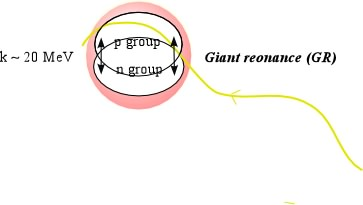 p group
k ~ 20 MeV
Giant reonance (GR)
n group